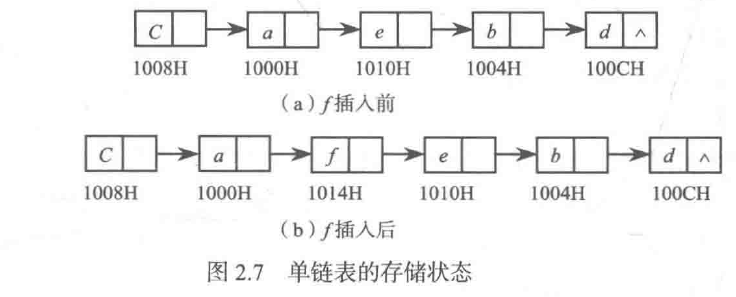 C a e b d ∧
1008H 1000H 1010H 1004H 100CH
（a）f插入前
C a f e b d ∧
1008H 1000H 1014H 1010H 1004H 100CH
（b）f插入后
图 2.7 单链表的存储状态